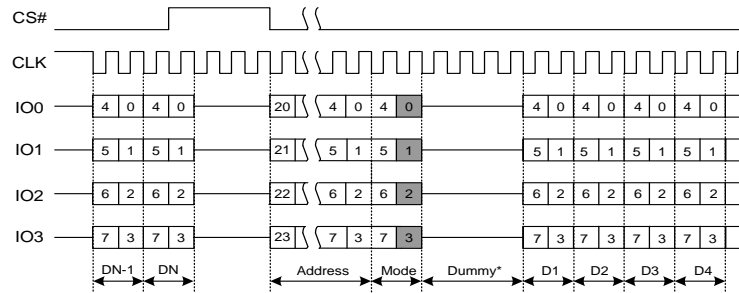 CS#
CLK
IO0 4 0 4 0 20 4 0 4 0 4 0 4 0 4 0 4 0
IO1 5 1 5 1 21 5 1 5 1 5 1 5 1 5 1 5 1
IO2 6 2 6 2 22 6 2 6 2 6 2 6 2 6 2 6 2
IO3 7 3 7 3 23 7 3 7 3 7 3 7 3 7 3 7 3
DN-1 DN Address Mode Dummy* D1 D2 D3 D4